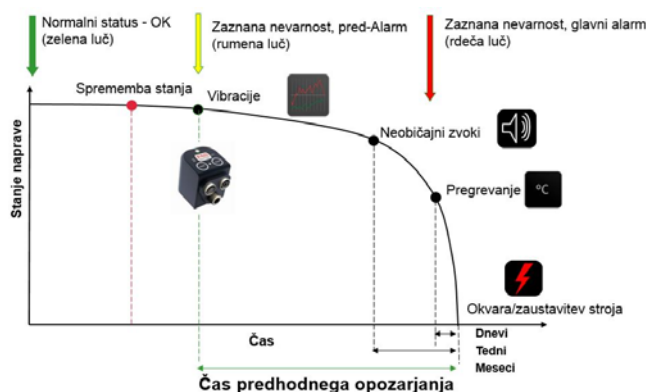 Normalni status - OK
(zelena luč)
Zaznana nevarnost, pred-Alarm
(rumena luč)
Zaznana nevarnost, glavni alarm
(rdeča luč)
Sprememba stanja
Vibracije
Neobičajni zvoki
Pregrevanje
ºC
Stanje naprave
Okvara/zaustavitev stroja
Čas
Dnevi
Tedni
Meseci
Čas predhodnega opozarjanja